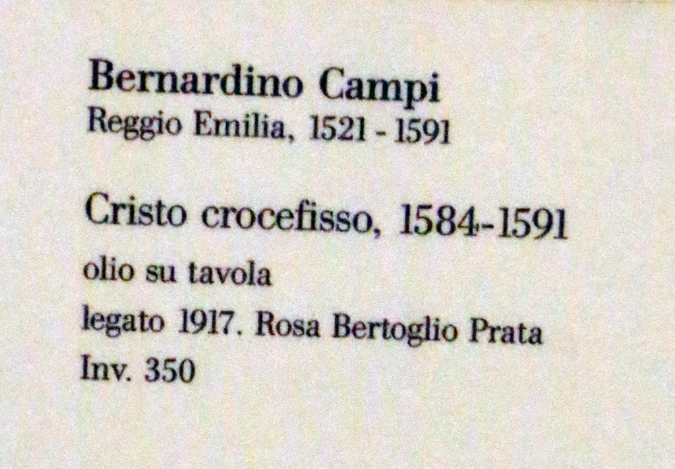 Bernardino Campi
Reggio Emilia, 1521 - 1591
Cristo crocefisso, 1584-1591
olio su tavola
legato 1917. Rosa Bertoglio Prata
Inv. 350